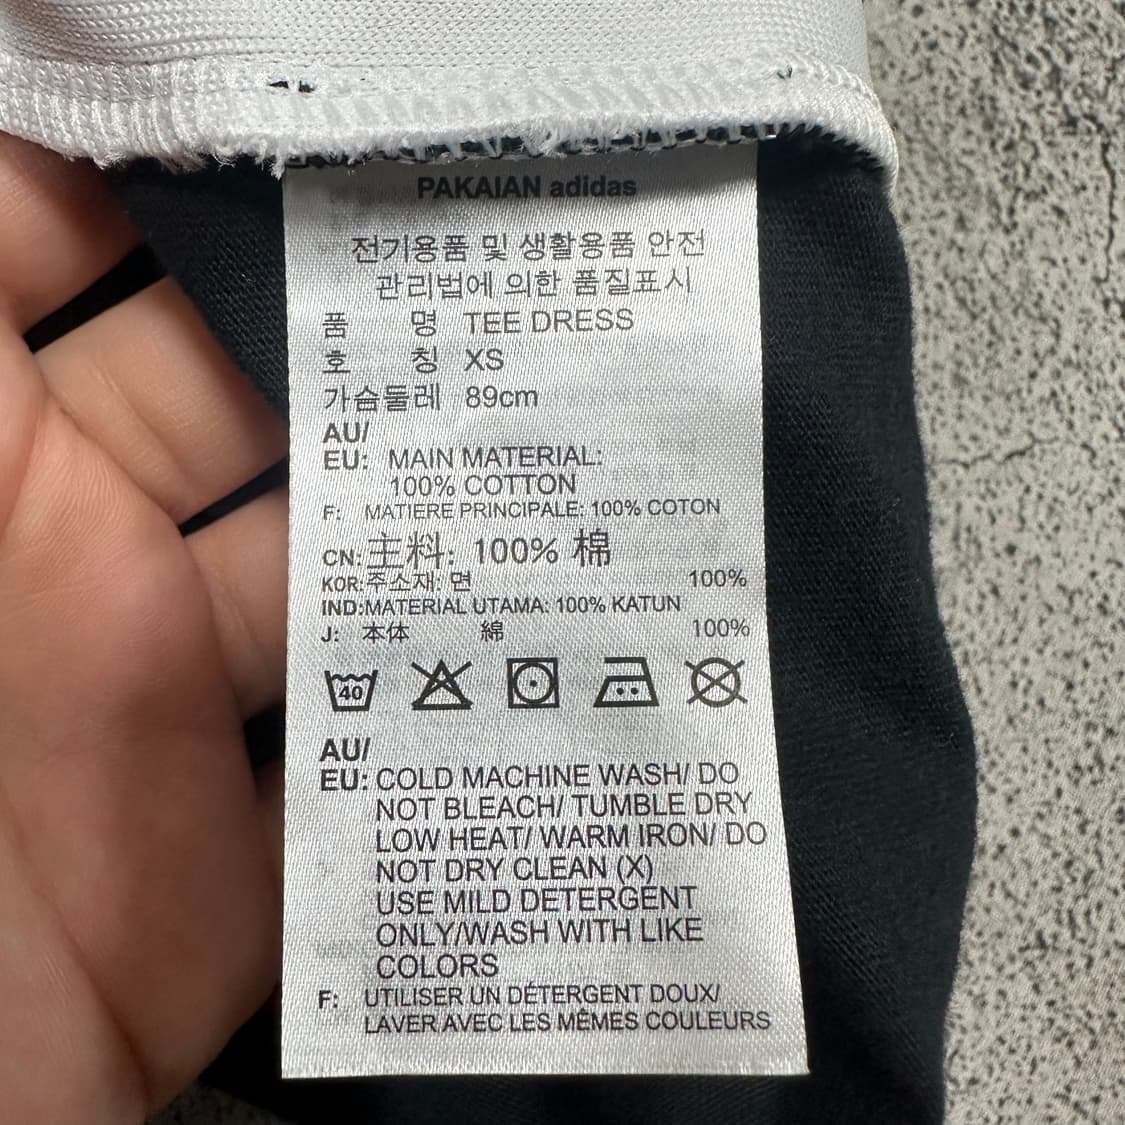 PAKAIAN adidas
전기용품 및 생활용품 안전
관리법에 의한 품질표시
품 명 TEE DRESS
호 칭 XS
가슴둘레 89cm
AU/
EU: MAIN MATERIAL:
100% COTTON
F: MATIERE PRINCIPALE: 100% COTON
CN: 主料: 100% 棉
KOR:주소재: 면 100%
IND:MATERIAL UTAMA: 100% KATUN
J: 本体 綿 100%
40
AU/
EU: COLD MACHINE WASH/ DO
NOT BLEACH/ TUMBLE DRY
LOW HEAT/ WARM IRON/ DO
NOT DRY CLEAN (X)
USE MILD DETERGENT
ONLY/WASH WITH LIKE
COLORS
F: UTILISER UN DÉTERGENT DOUX/
LAVER AVEC LES MÊMES COULEURS